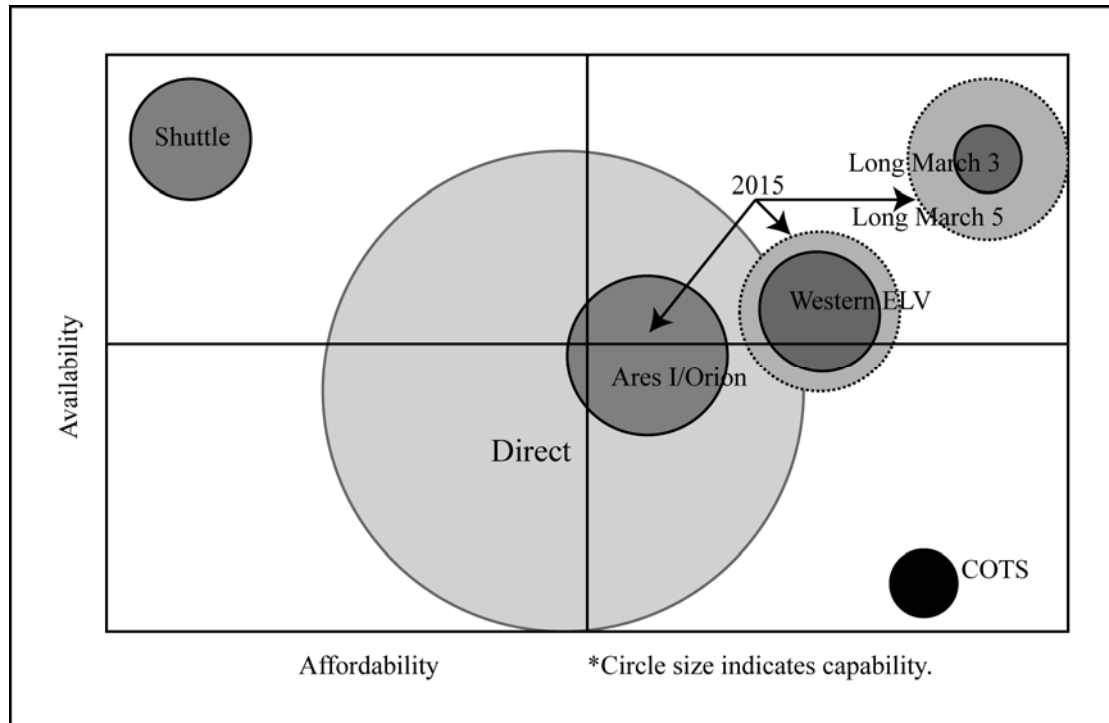 Shuttle
2015
Long March 3
Long March 5
Western ELV
Ares I/Orion
Direct
COTS
Availability
Affordability
*Circle size indicates capability.